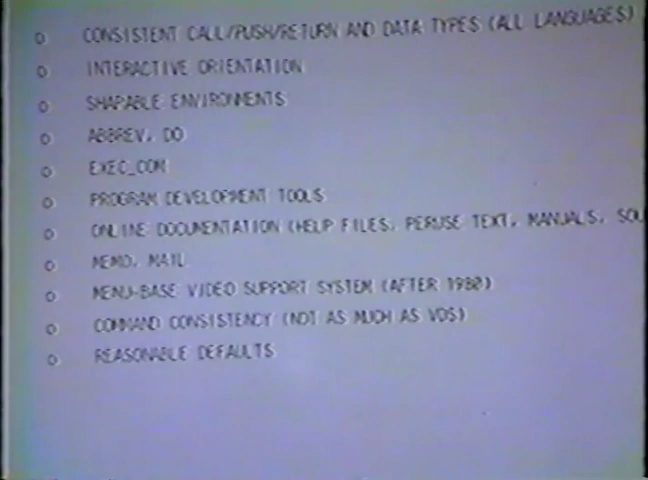 o CONSISTENT CALL/PUSH/RETURN AND DATA TYPES (ALL LANGUAGES)
o INTERACTIVE ORIENTATION
o SHAPABLE ENVIRONMENTS
o ABBREV, DO
o EXEC_COM
o PROGRAM DEVELOPMENT TOOLS
o ONLINE DOCUMENTATION (HELP FILES, PERUSE TEXT, MANUALS, SOU
o MEMO, MAIL
o MENU-BASE VIDEO SUPPORT SYSTEM (AFTER 1980)
o COMMAND CONSISTENCY (NOT AS MUCH AS VOS)
o REASONABLE DEFAULTS